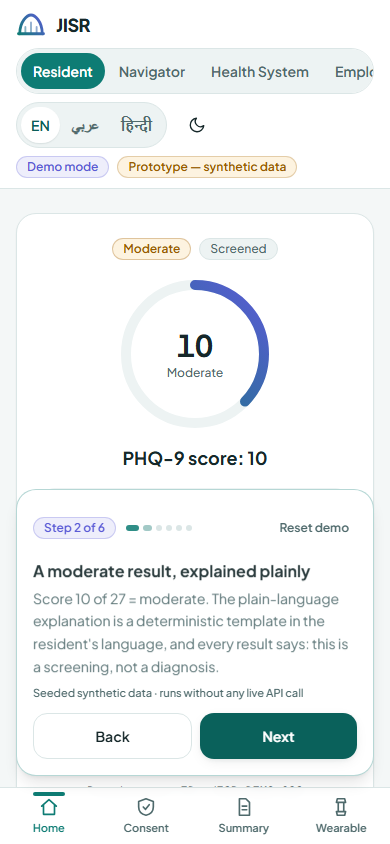 JISR
Resident Navigator Health System Emplo
EN عربي हिन्दी
Demo mode Prototype — synthetic data
Moderate Screened
10
Moderate
PHQ-9 score: 10
Step 2 of 6 Reset demo
A moderate result, explained plainly
Score 10 of 27 = moderate. The plain-language
explanation is a deterministic template in the
resident's language, and every result says: this is
a screening, not a diagnosis.
Seeded synthetic data · runs without any live API call
Back Next
Home Consent Summary Wearable